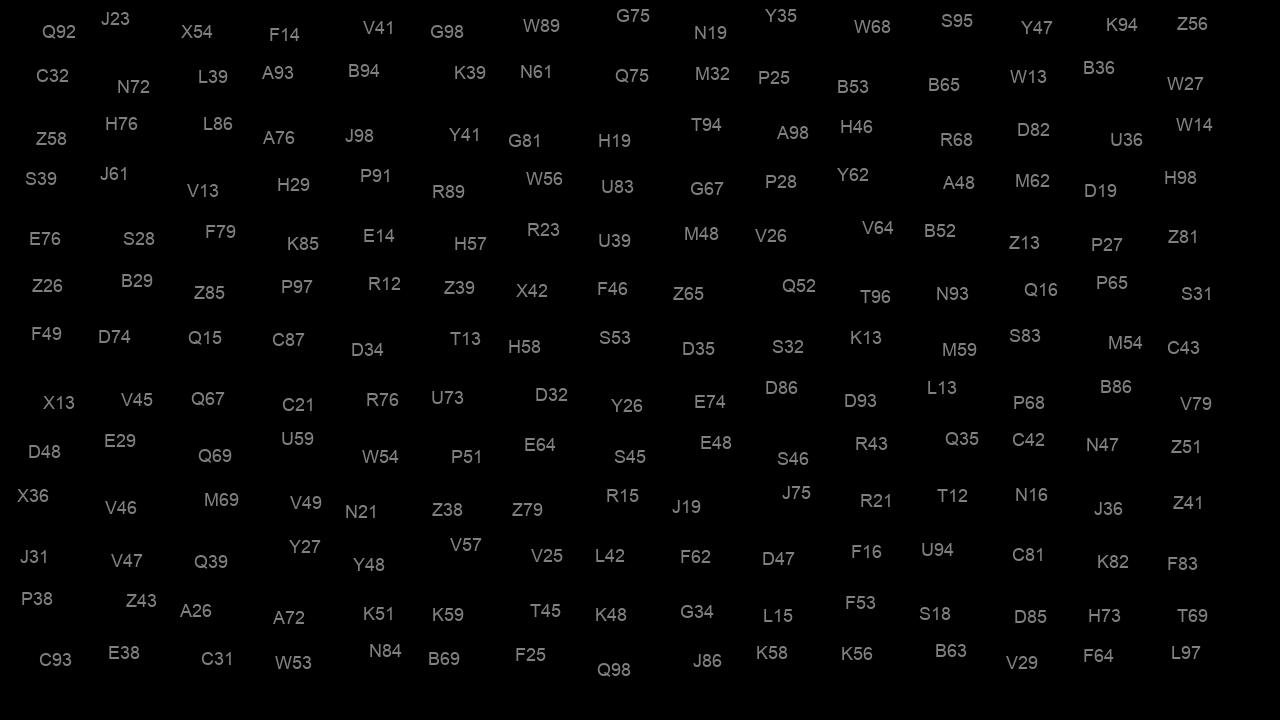 Q92 J23 X54 F14 V41 G98 W89 G75 N19 Y35 W68 S95 Y47 K94 Z56
C32 N72 L39 A93 B94 K39 N61 Q75 M32 P25 B53 B65 W13 B36 W27
Z58 H76 L86 A76 J98 Y41 G81 H19 T94 A98 H46 R68 D82 U36 W14
S39 J61 V13 H29 P91 R89 W56 U83 G67 P28 Y62 A48 M62 D19 H98
E76 S28 F79 K85 E14 H57 R23 U39 M48 V26 V64 B52 Z13 P27 Z81
Z26 B29 Z85 P97 R12 Z39 X42 F46 Z65 Q52 T96 N93 Q16 P65 S31
F49 D74 Q15 C87 D34 T13 H58 S53 D35 S32 K13 M59 S83 M54 C43
X13 V45 Q67 C21 R76 U73 D32 Y26 E74 D86 D93 L13 P68 B86 V79
D48 E29 Q69 U59 W54 P51 E64 S45 E48 S46 R43 Q35 C42 N47 Z51
X36 V46 M69 V49 N21 Z38 Z79 R15 J19 J75 R21 T12 N16 J36 Z41
J31 V47 Q39 Y27 Y48 V57 V25 L42 F62 D47 F16 U94 C81 K82 F83
P38 Z43 A26 A72 K51 K59 T45 K48 G34 L15 F53 S18 D85 H73 T69
C93 E38 C31 W53 N84 B69 F25 Q98 J86 K58 K56 B63 V29 F64 L97